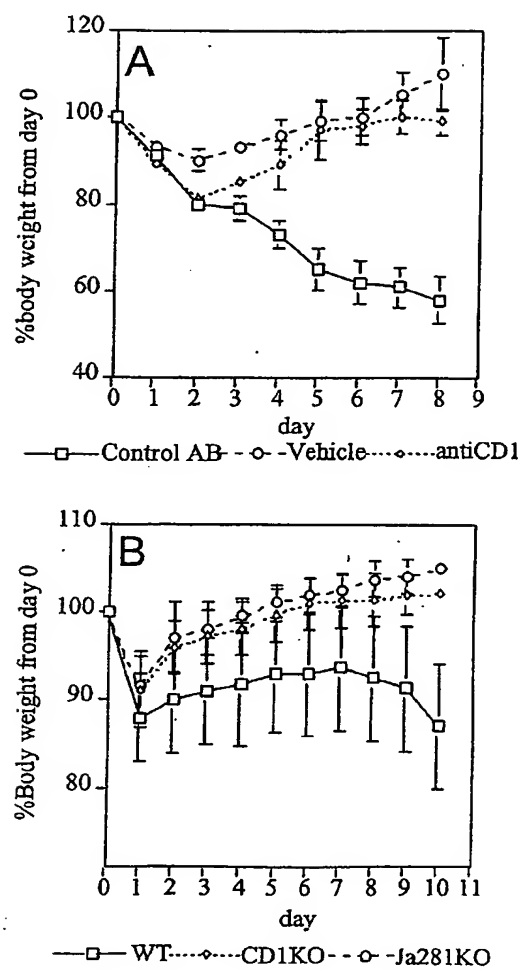 120
A
100
80
60
40
%body weight from day 0
0 1 2 3 4 5 6 7 8 9
day
Control AB Vehicle antiCD1
110
B
100
90
80
%Body weight from day 0
0 1 2 3 4 5 6 7 8 9 10 11
day
WT CD1KO Ja281KO